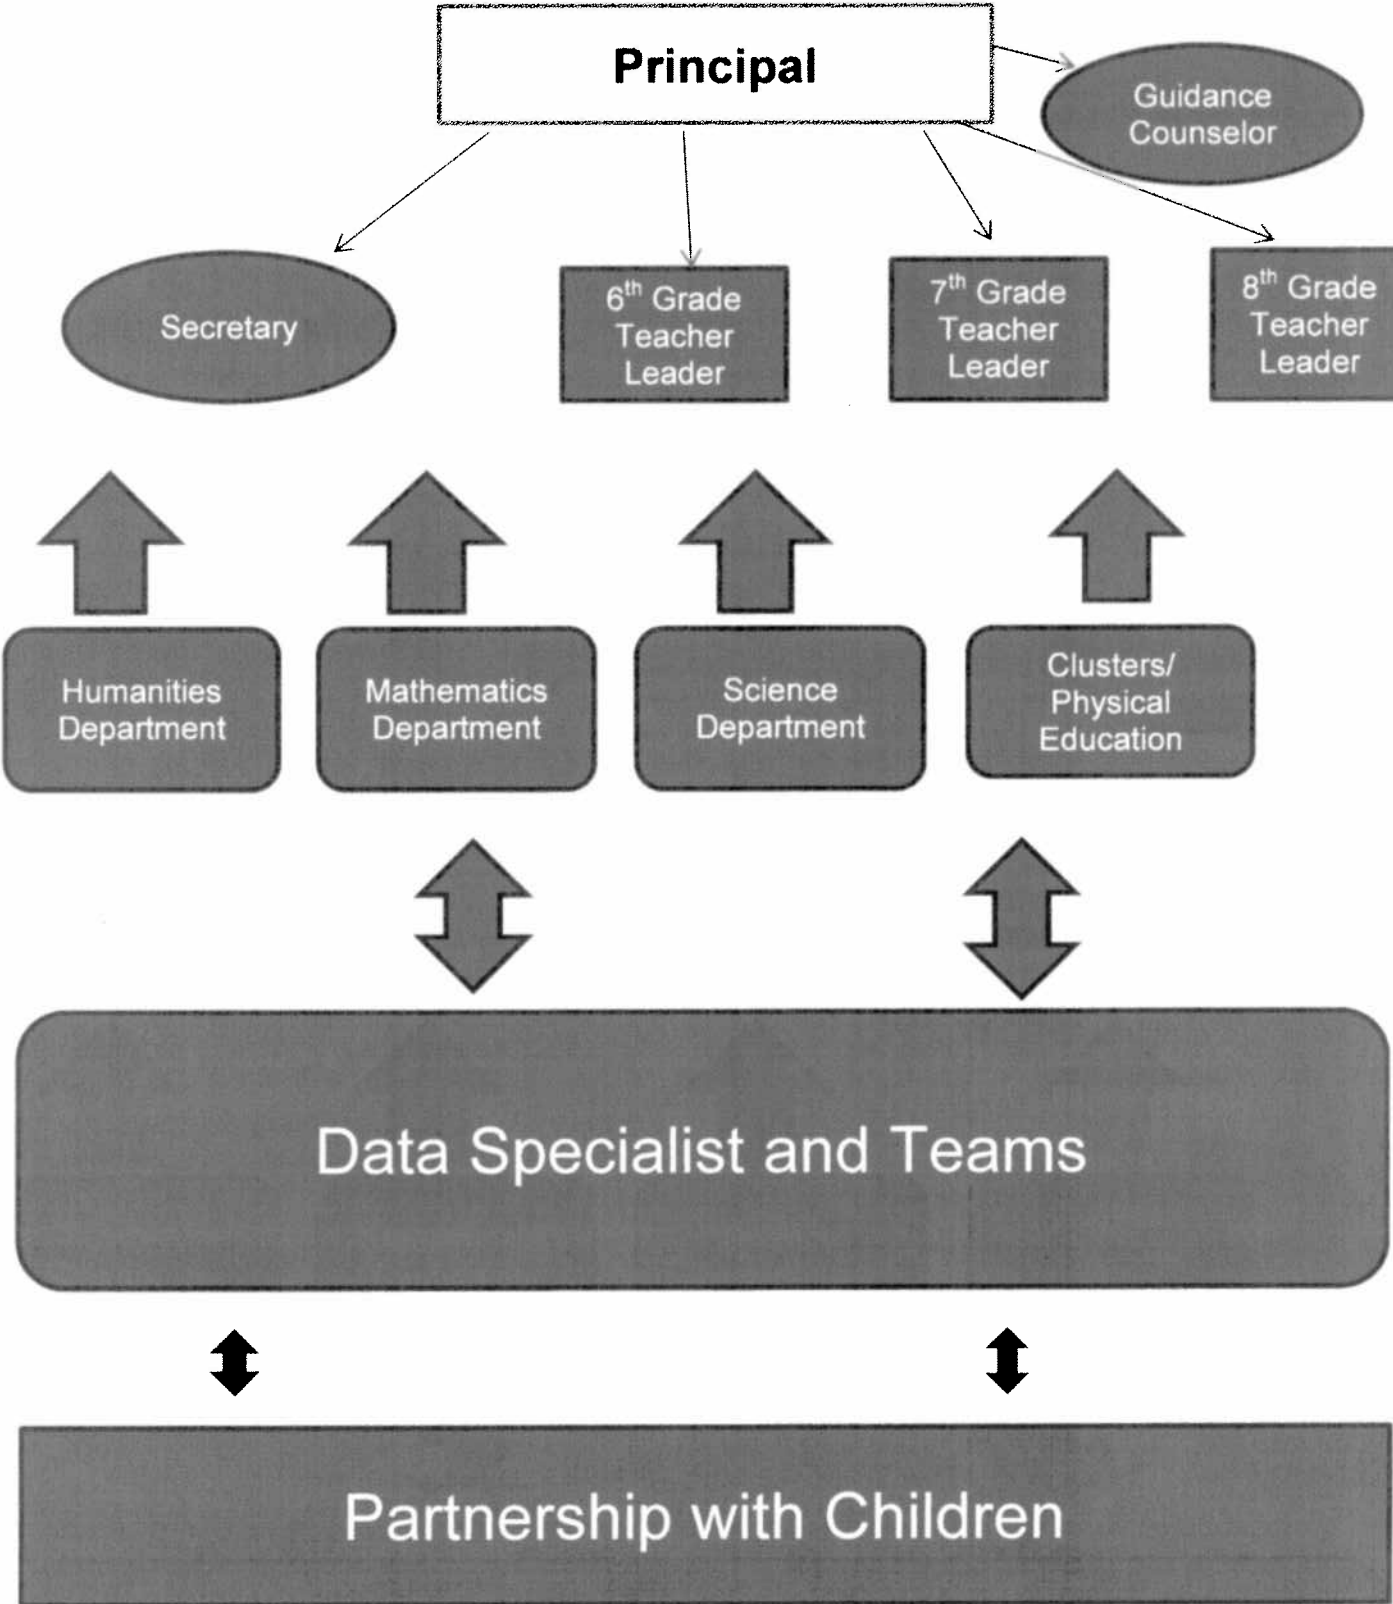 Principal
Guidance
Counselor
Secretary
6th Grade
Teacher
Leader
7th Grade
Teacher
Leader
8th Grade
Teacher
Leader
Humanities
Department
Mathematics
Department
Science
Department
Clusters/
Physical
Education
Data Specialist and Teams
Partnership with Children